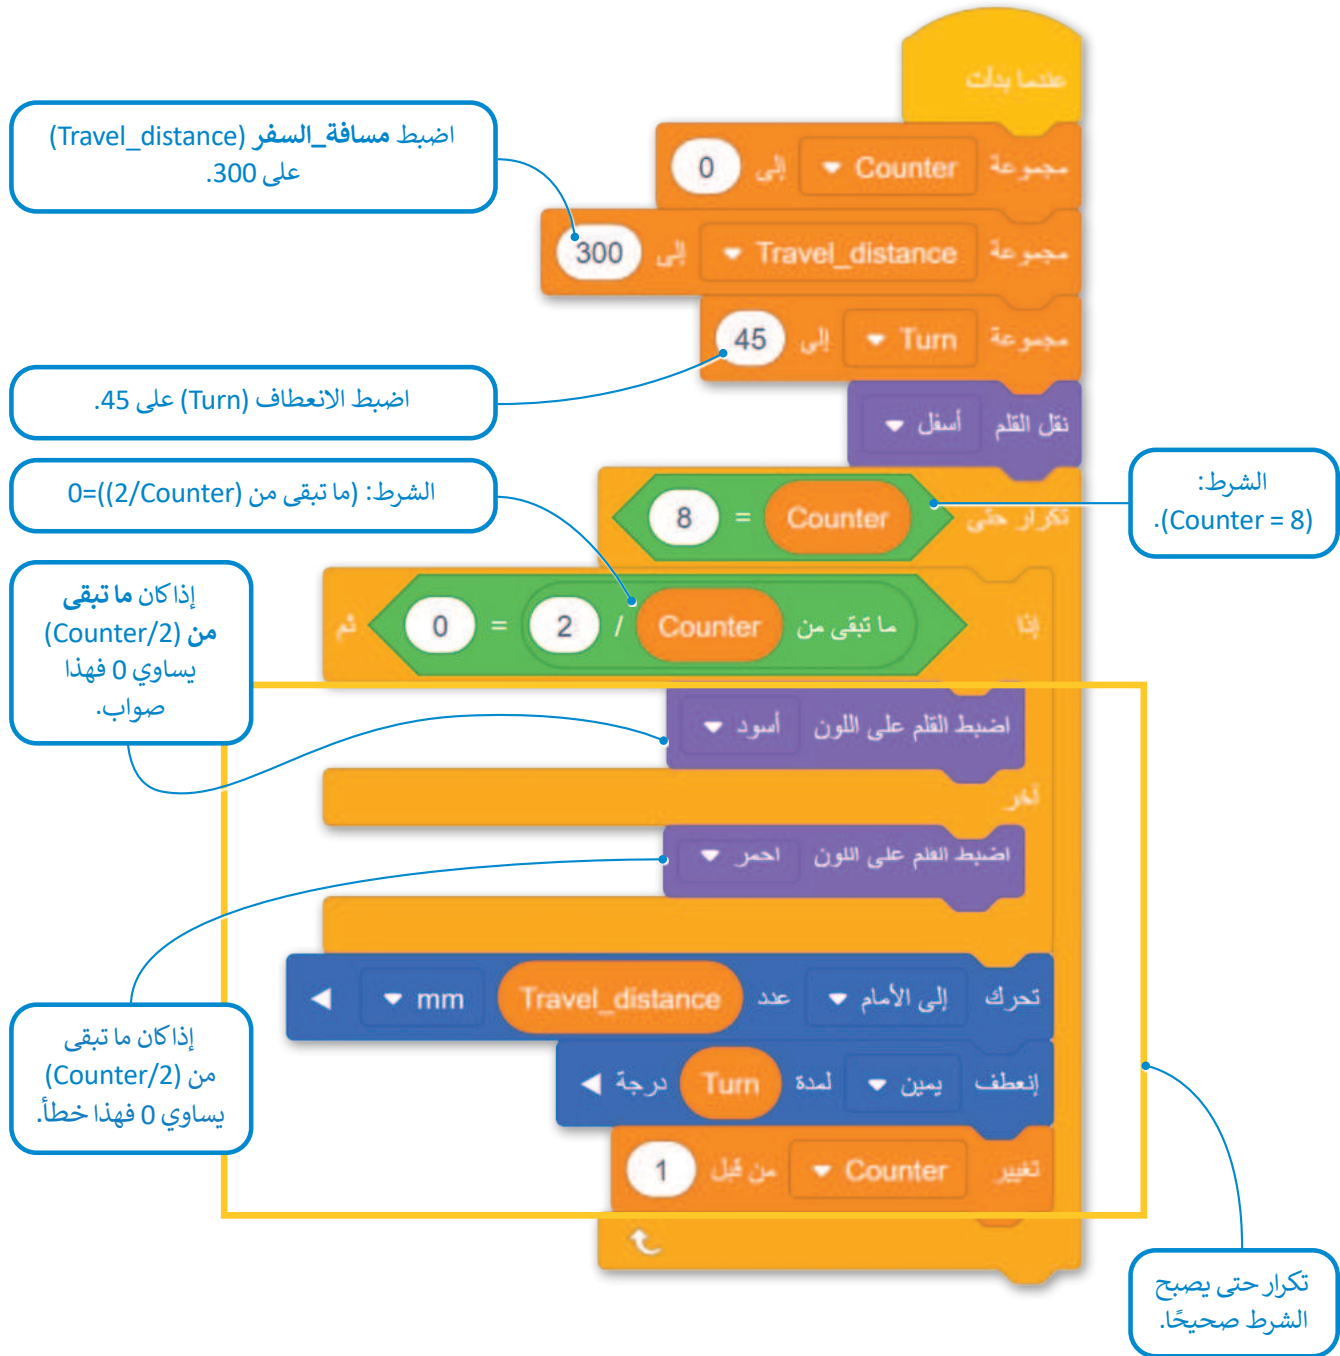 عندما بدأت
اضبط مسافة_السفر (Travel_distance)
على 300.
مجموعة Counter إلى 0
مجموعة Travel_distance إلى 300
مجموعة Turn إلى 45
اضبط الانعطاف (Turn) على 45.
نقل القلم أسفل
الشرط:
(Counter = 8).
الشرط: (ما تبقى من (2/Counter))=0
تكرار حتى Counter = 8
إذا كان ما تبقى
من (Counter/2)
يساوي 0 فهذا
صواب.
إذا ما تبقى من Counter / 2 = 0 ثم
اضبط القلم على اللون أسود
آخر
اضبط القلم على اللون احمر
تحرك إلى الأمام عدد Travel_distance mm
إذا كان ما تبقى
من (Counter/2)
يساوي 0 فهذا خطأ.
إنعطف يمين لمدة Turn درجة
تغيير Counter من قبل 1
تكرار حتى يصبح
الشرط صحيحًا.